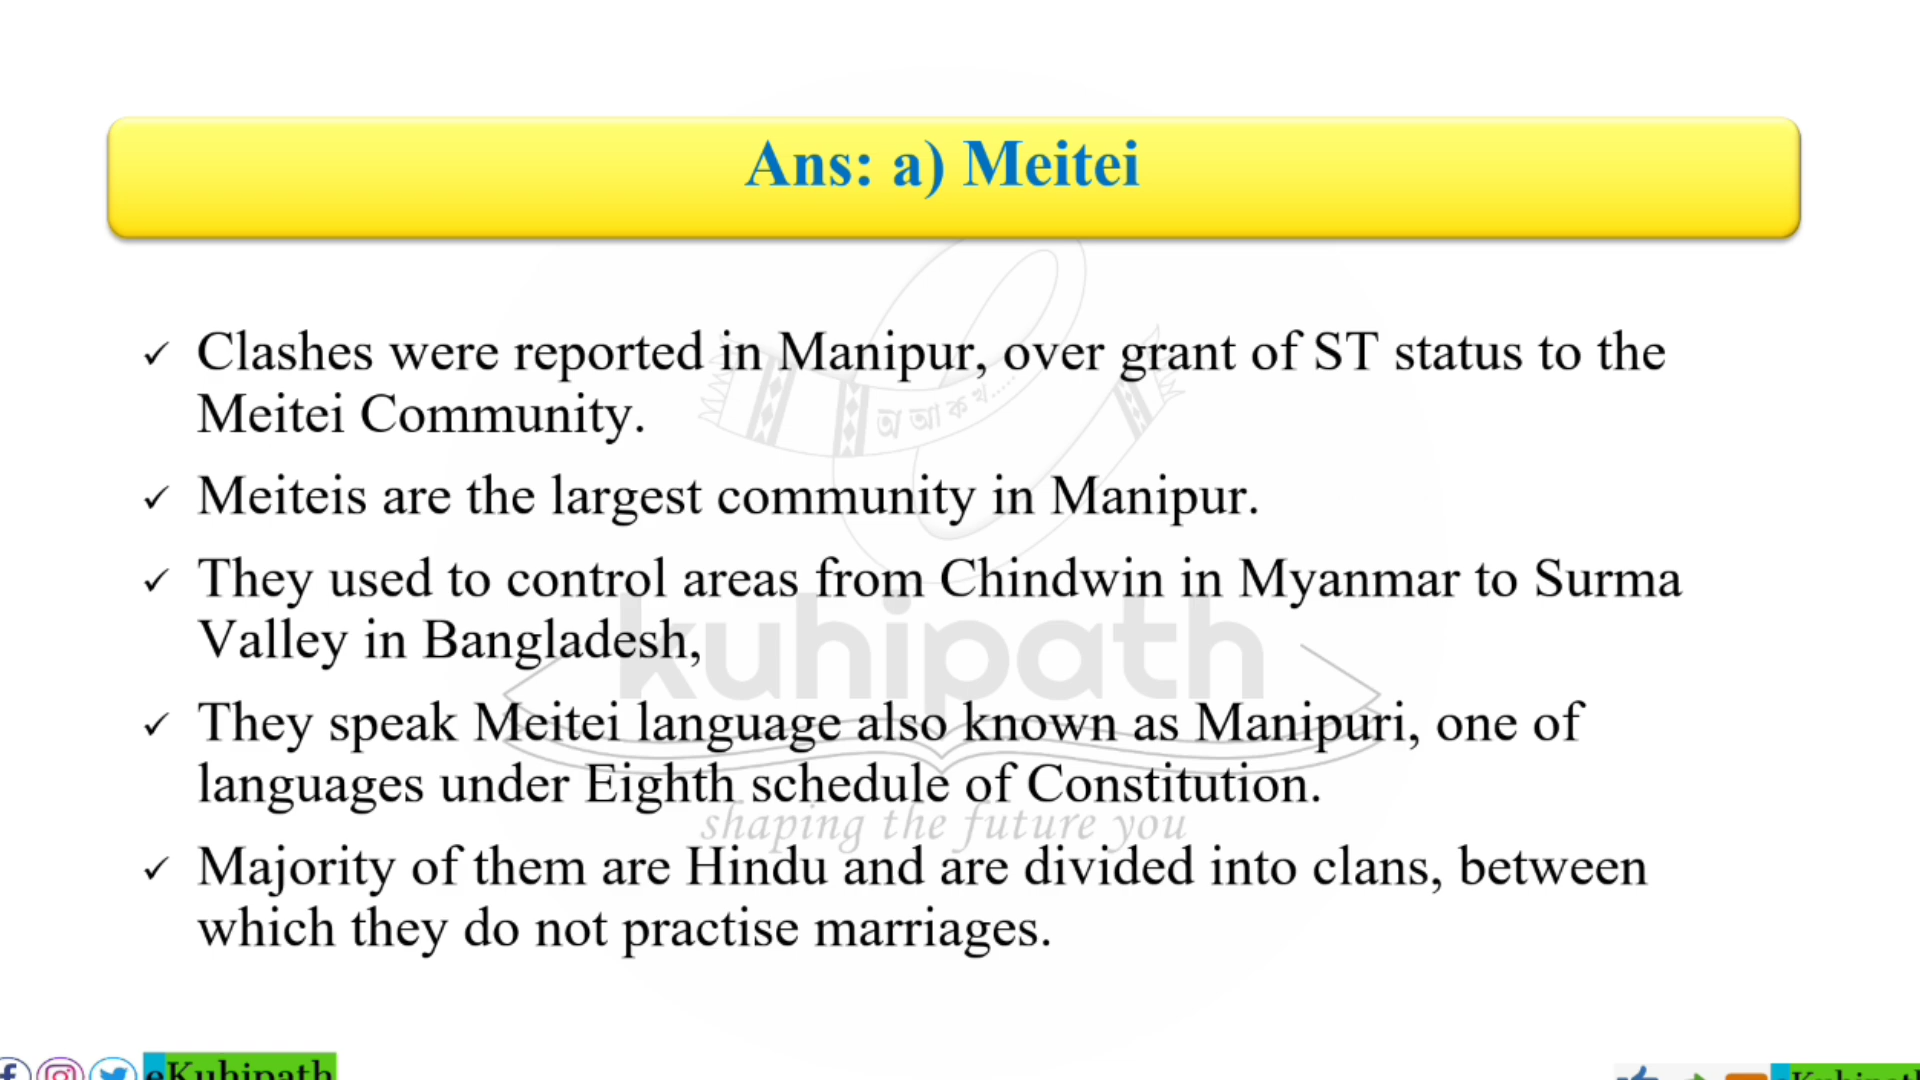 Ans: a) Meitei
✓ Clashes were reported in Manipur, over grant of ST status to the
Meitei Community.
অ আ ক খ.....
✓ Meiteis are the largest community in Manipur.
✓ They used to control areas from Chindwin in Myanmar to Surma
Valley in Bangladesh,
kuhipath
✓ They speak Meitei language also known as Manipuri, one of
languages under Eighth schedule of Constitution.
shaping the future you
✓ Majority of them are Hindu and are divided into clans, between
which they do not practise marriages.
eKuhipath